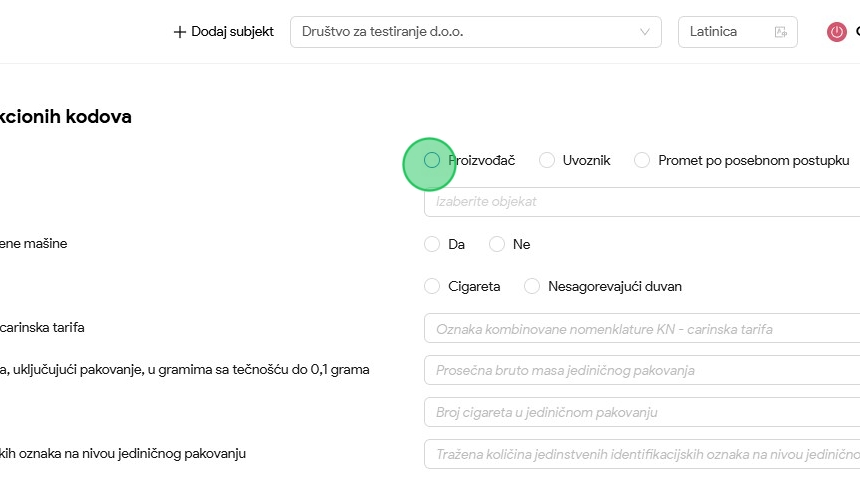 Dodaj subjekt
Društvo za testiranje d.o.o.
Latinica
kcionih kodova
Proizvođač
Uvoznik
Promet po posebnom postupku
Izaberite objekat
ene mašine
Da
Ne
Cigareta
Nesagorevajući duvan
carinska tarifa
Oznaka kombinovane nomenklature KN - carinska tarifa
a, uključujući pakovanje, u gramima sa tečnošću do 0,1 grama
Prosečna bruto masa jediničnog pakovanja
Broj cigareta u jediničnom pakovanju
kih oznaka na nivou jediničnog pakovanju
Tražena količina jedinstvenih identifikacijskih oznaka na nivou jedinično